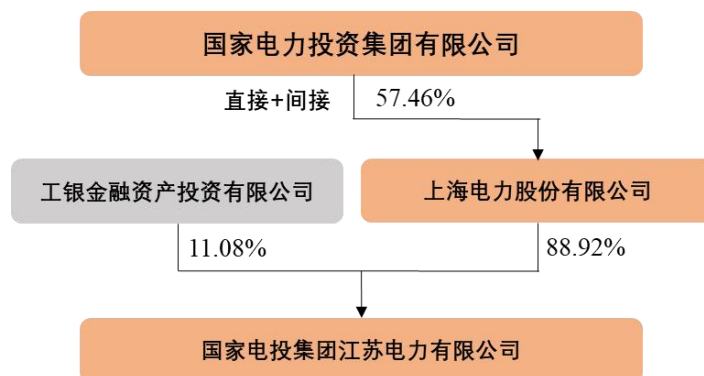 国家电力投资集团有限公司
直接+间接 57.46%
工银金融资产投资有限公司 上海电力股份有限公司
11.08% 88.92%
国家电投集团江苏电力有限公司